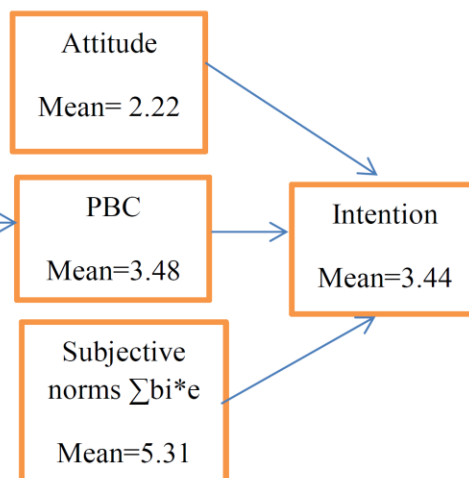 Attitude
Mean= 2.22
PBC
Mean=3.48
Subjective
norms ∑bi*e
Mean=5.31
Intention
Mean=3.44